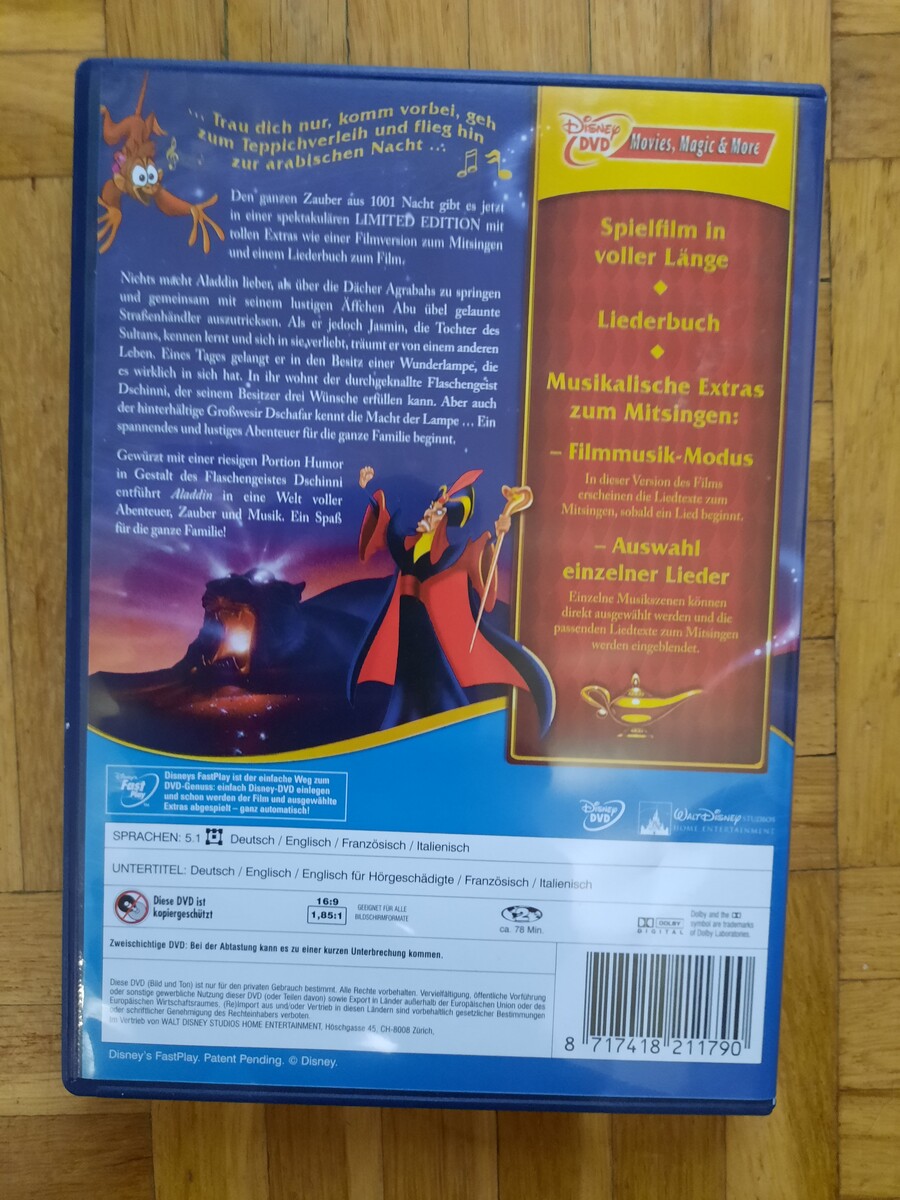 ... Trau dich nur, komm vorbei, geh
zum Teppichverleih und flieg hin
zur arabischen Nacht ...
Den ganzen Zauber aus 1001 Nacht gibt es jetzt
in einer spektakulären LIMITED EDITION mit
tollen Extras wie einer Filmversion zum Mitsingen
und einem Liederbuch zum Film.
Nichts macht Aladdin lieber, als über die Dächer Agrabahs zu springen
und gemeinsam mit seinem lustigen Äffchen Abu übel gelaunte
Straßenhändler auszutricksen. Als er jedoch Jasmin, die Tochter des
Sultans, kennen lernt und sich in sie verliebt, träumt er von einem anderen
Leben. Eines Tages gelangt er in den Besitz einer Wunderlampe, die
es wirklich in sich hat. In ihr wohnt der durchgeknallte Flaschengeist
Dschinni, der seinem Besitzer drei Wünsche erfüllen kann. Aber auch
der hinterhältige Großwesir Dschafar kennt die Macht der Lampe ... Ein
spannendes und lustiges Abenteuer für die ganze Familie beginnt.
Gewürzt mit einer riesigen Portion Humor
in Gestalt des Flaschengeistes Dschinni
entführt Aladdin in eine Welt voller
Abenteuer, Zauber und Musik. Ein Spaß
für die ganze Familie!
Disney
DVD
Movies, Magic & More
Spielfilm in
voller Länge
Liederbuch
Musikalische Extras
zum Mitsingen:
– Filmmusik-Modus
In dieser Version des Films
erscheinen die Liedtexte zum
Mitsingen, sobald ein Lied beginnt.
– Auswahl
einzelner Lieder
Einzelne Musikszenen können
direkt ausgewählt werden und die
passenden Liedtexte zum Mitsingen
werden eingeblendet.
Disney's
Fast
Play
TM
Disneys FastPlay ist der einfache Weg zum
DVD-Genuss: einfach Disney-DVD einlegen
und schon werden der Film und ausgewählte
Extras abgespielt – ganz automatisch!
Disney
DVD
WALT DISNEY STUDIOS
HOME ENTERTAINMENT
SPRACHEN: 5.1 Deutsch / Englisch / Französisch / Italienisch
UNTERTITEL: Deutsch / Englisch / Englisch für Hörgeschädigte / Französisch / Italienisch
Diese DVD ist
kopiergeschützt
16:9
1,85:1
GEEIGNET FÜR ALLE
BILDSCHIRMFORMATE
2
ca. 78 Min.
DOLBY
DIGITAL
Dolby and the
symbol are trademarks
of Dolby Laboratories.
Zweischichtige DVD: Bei der Abtastung kann es zu einer kurzen Unterbrechung kommen.
Diese DVD (Bild und Ton) ist nur für den privaten Gebrauch bestimmt. Alle Rechte vorbehalten. Vervielfältigung, öffentliche Vorführung
oder sonstige gewerbliche Nutzung dieser DVD (oder Teilen davon) sowie Export in Länder außerhalb der Europäischen Union oder des
Europäischen Wirtschaftsraumes, (Re)Import aus und/oder Vertrieb in diesen Ländern sind vorbehaltlich gesetzlicher Bestimmungen
oder schriftlicher Genehmigung des Rechteinhabers verboten.
Im Vertrieb von WALT DISNEY STUDIOS HOME ENTERTAINMENT, Höschgasse 45, CH-8008 Zürich.
8 717418 211790
Disney's FastPlay. Patent Pending. © Disney.